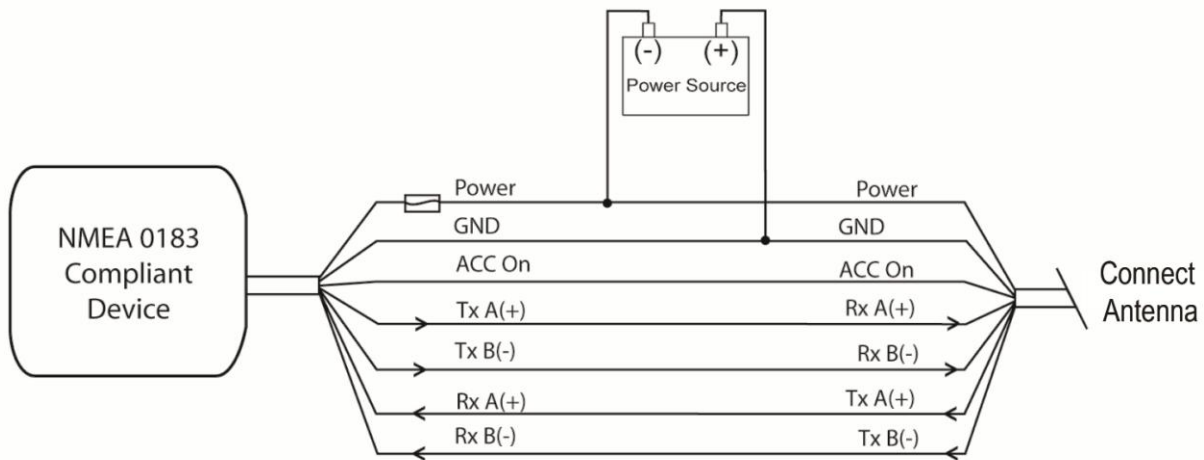 (-) (+)
Power Source
NMEA 0183
Compliant
Device
Power Power
GND GND
ACC On ACC On
Tx A(+) Rx A(+)
Tx B(-) Rx B(-)
Rx A(+) Tx A(+)
Rx B(-) Tx B(-)
Connect
Antenna